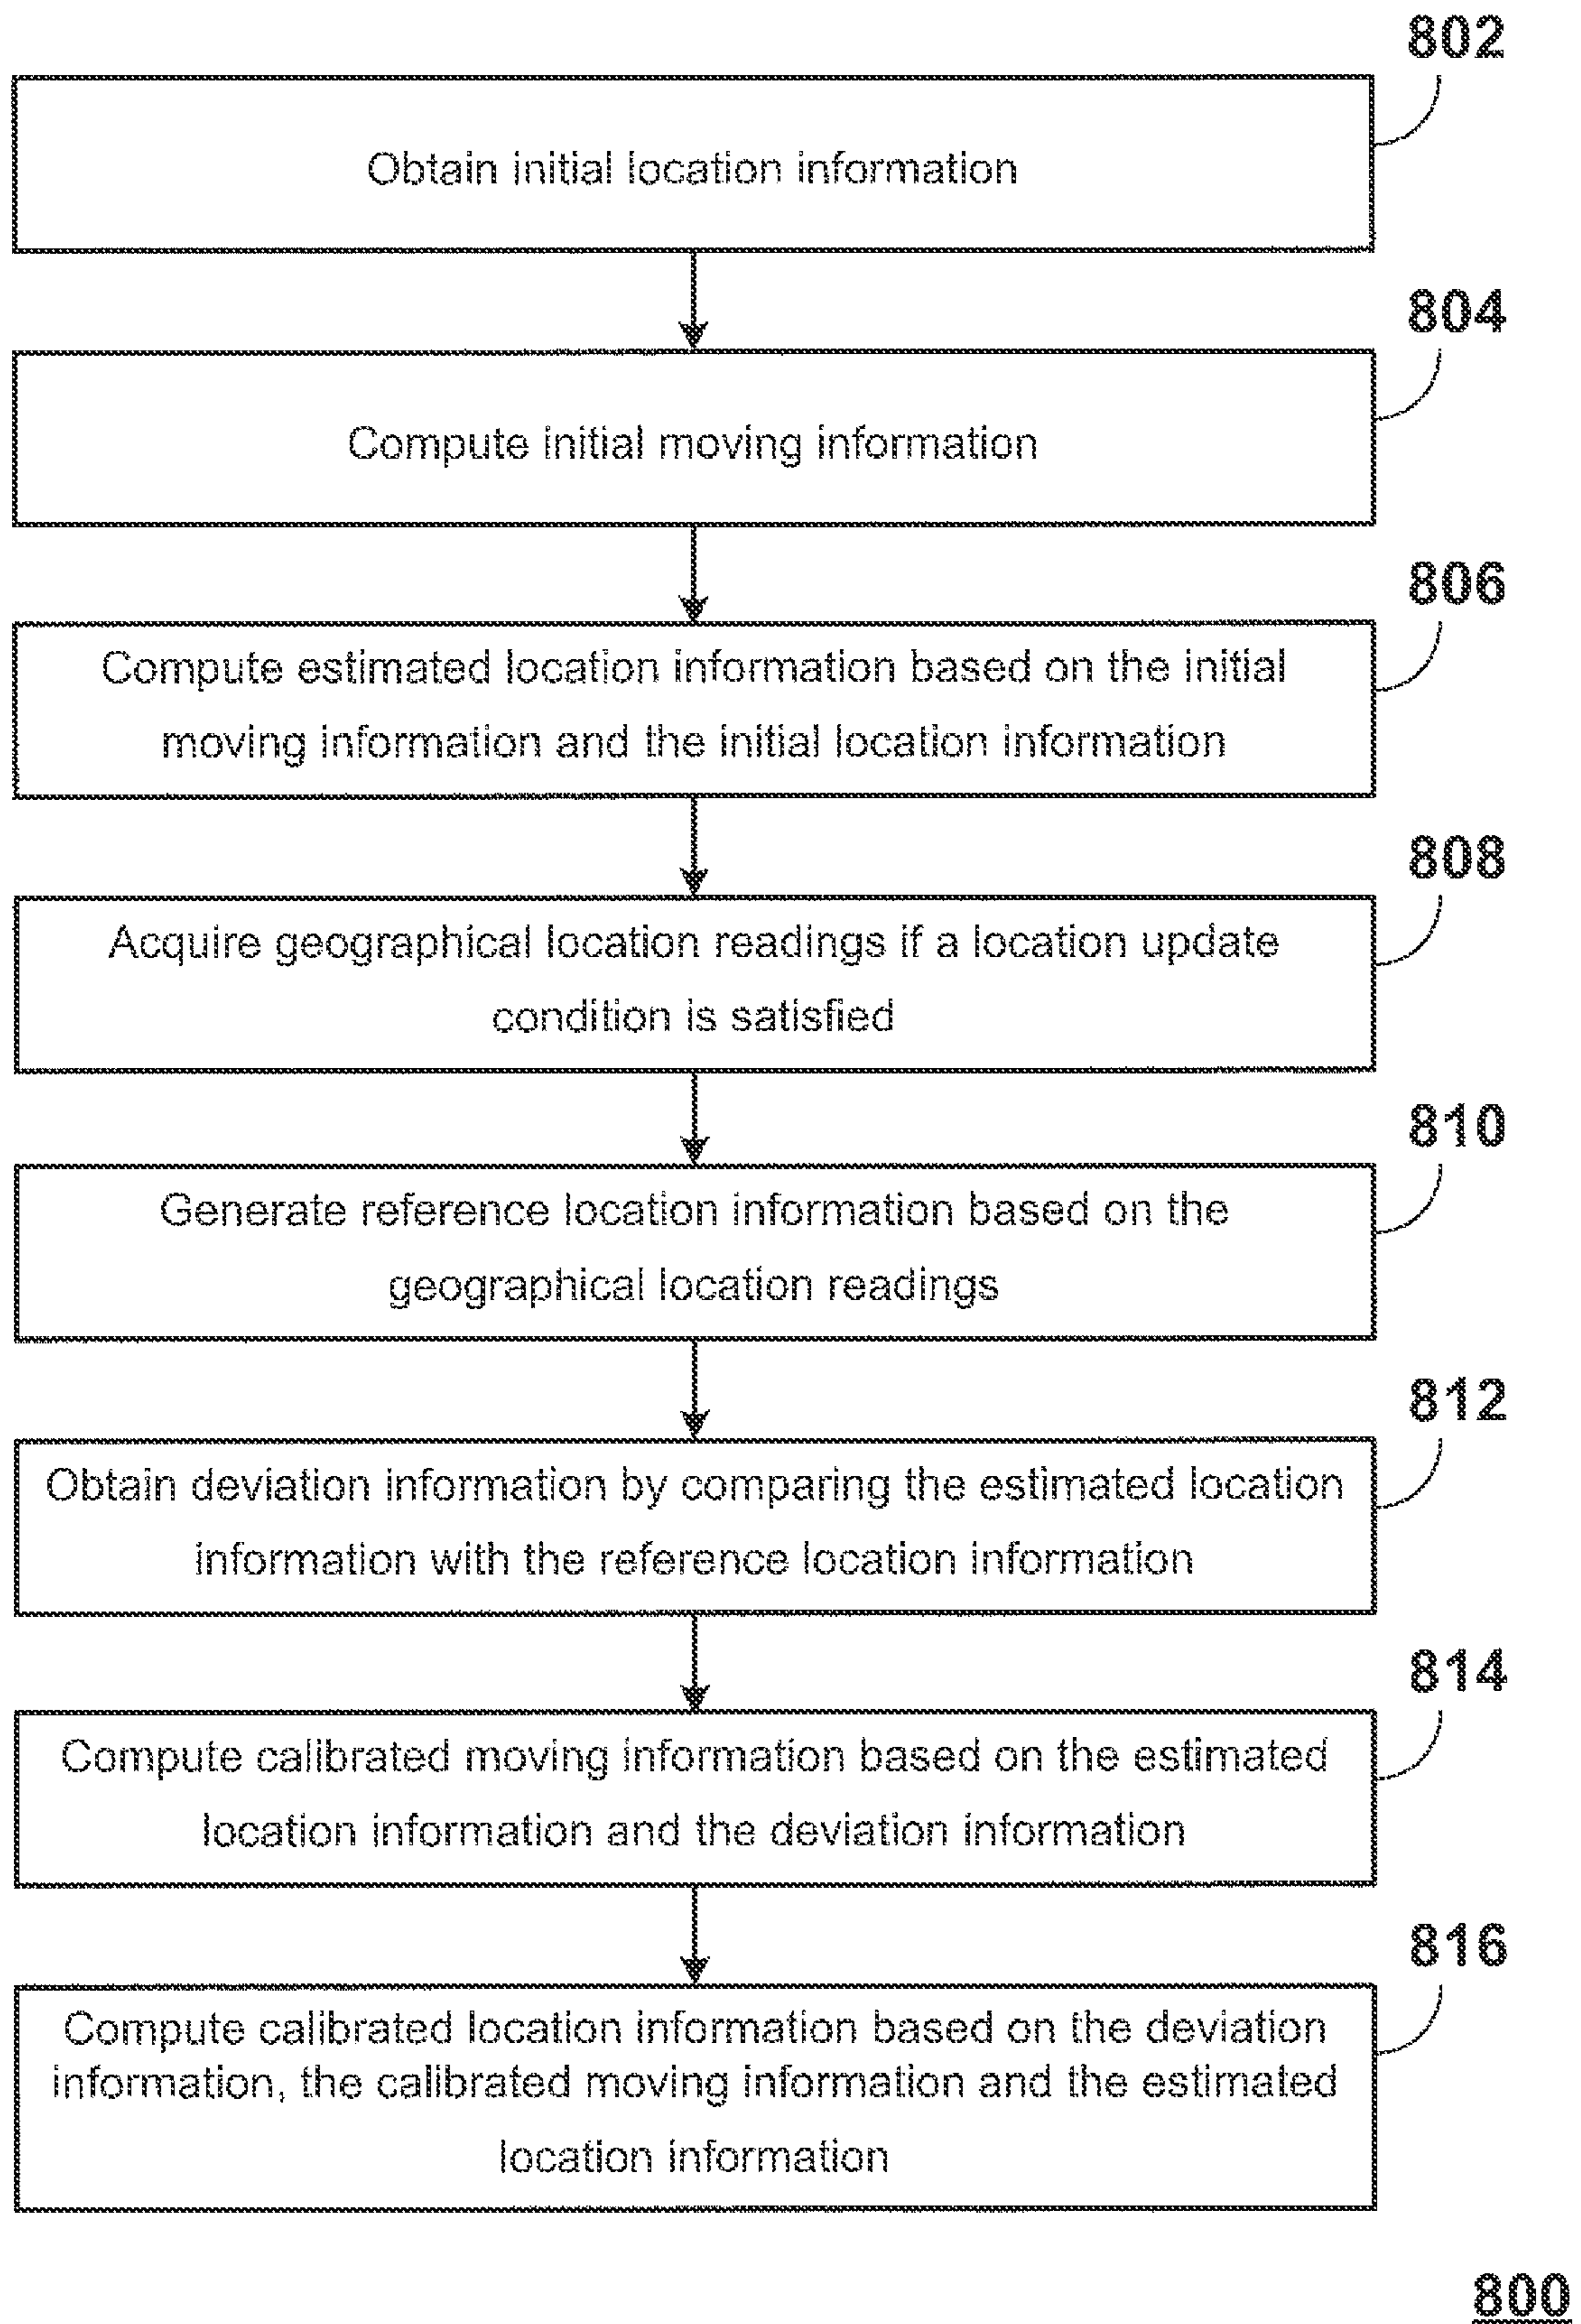 802
Obtain initial location information
804
Compute initial moving information
806
Compute estimated location information based on the initial
moving information and the initial location information
808
Acquire geographical location readings if a location update
condition is satisfied
810
Generate reference location information based on the
geographical location readings
812
Obtain deviation information by comparing the estimated location
information with the reference location information
814
Compute calibrated moving information based on the estimated
location information and the deviation information
816
Compute calibrated location information based on the deviation
information, the calibrated moving information and the estimated
location information
800